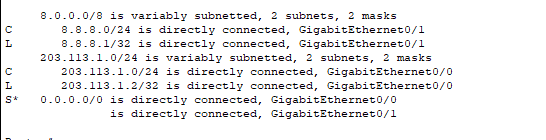 8.0.0.0/8 is variably subnetted, 2 subnets, 2 masks
C 8.8.8.0/24 is directly connected, GigabitEthernet0/1
L 8.8.8.1/32 is directly connected, GigabitEthernet0/1
203.113.1.0/24 is variably subnetted, 2 subnets, 2 masks
C 203.113.1.0/24 is directly connected, GigabitEthernet0/0
L 203.113.1.2/32 is directly connected, GigabitEthernet0/0
S* 0.0.0.0/0 is directly connected, GigabitEthernet0/0
is directly connected, GigabitEthernet0/1